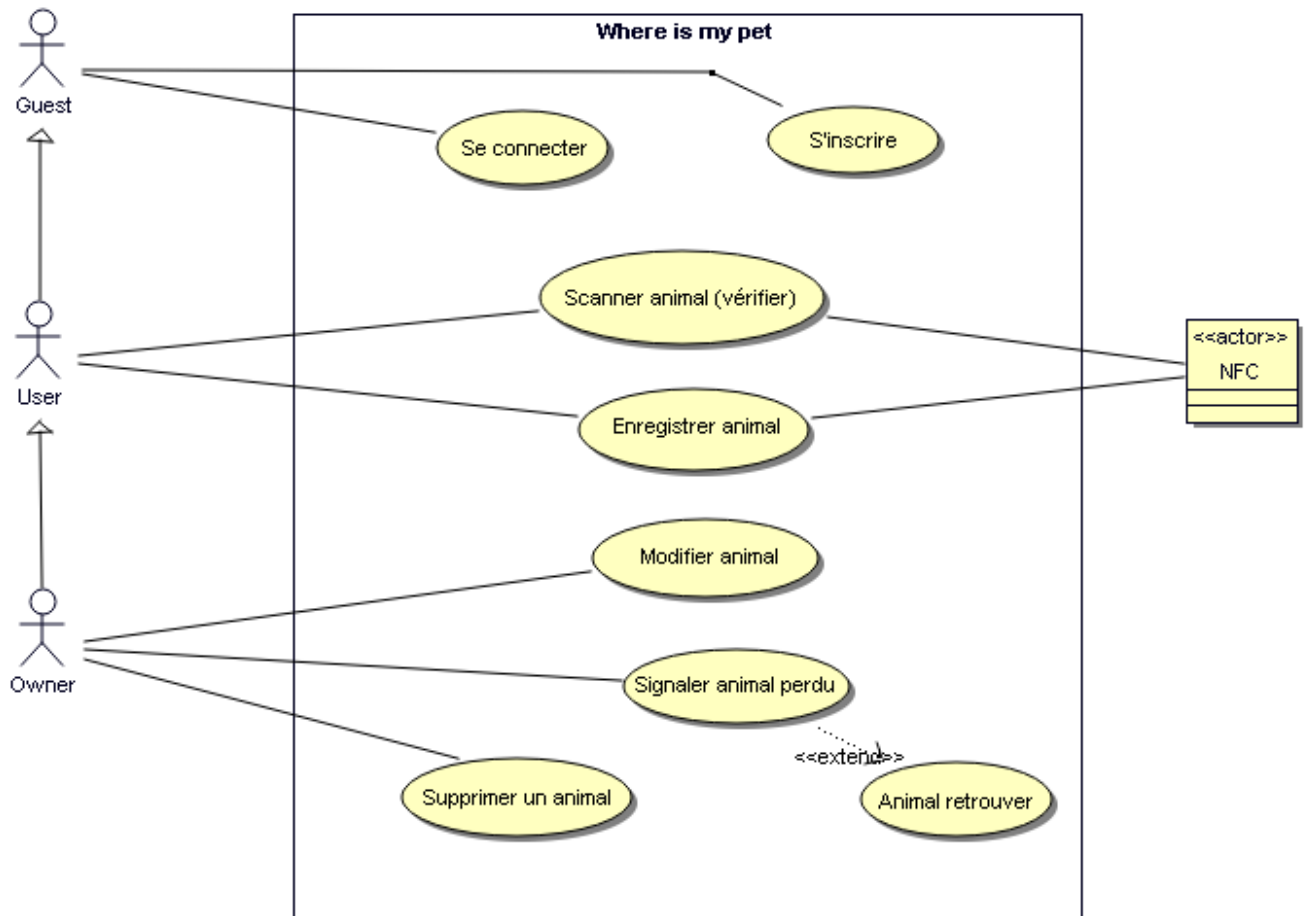 Where is my pet
Guest
Se connecter
S'inscrire
Scanner animal (vérifier)
<<actor>>
NFC
User
Enregistrer animal
Modifier animal
Owner
Signaler animal perdu
<<extend>>
Supprimer un animal
Animal retrouver